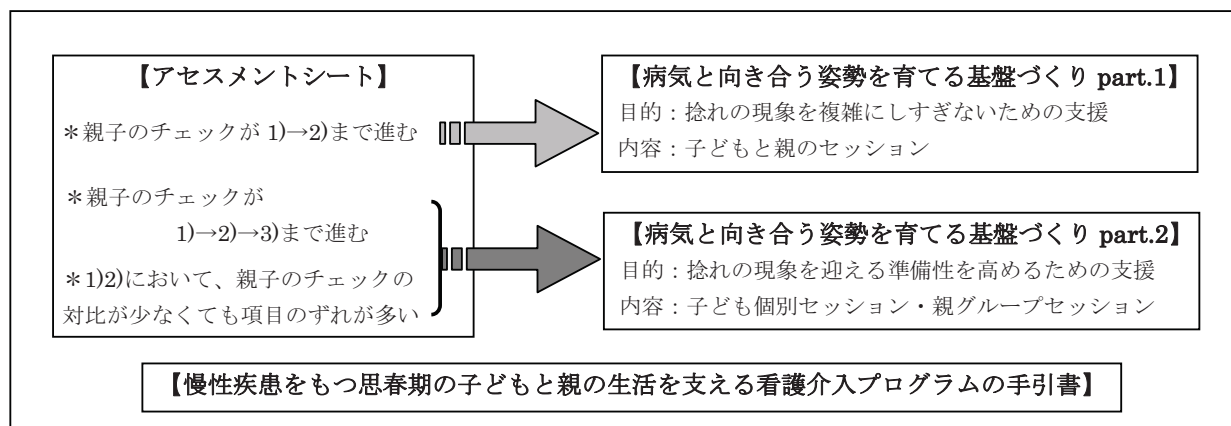 【アセスメントシート】
＊親子のチェックが 1)→2)まで進む
＊親子のチェックが
1)→2)→3)まで進む
＊1)2)において、親子のチェックの
対比が少なくても項目のずれが多い
【病気と向き合う姿勢を育てる基盤づくり part.1】
目的：捻れの現象を複雑にしすぎないための支援
内容：子どもと親のセッション
【病気と向き合う姿勢を育てる基盤づくり part.2】
目的：捻れの現象を迎える準備性を高めるための支援
内容：子ども個別セッション・親グループセッション
【慢性疾患をもつ思春期の子どもと親の生活を支える看護介入プログラムの手引書】